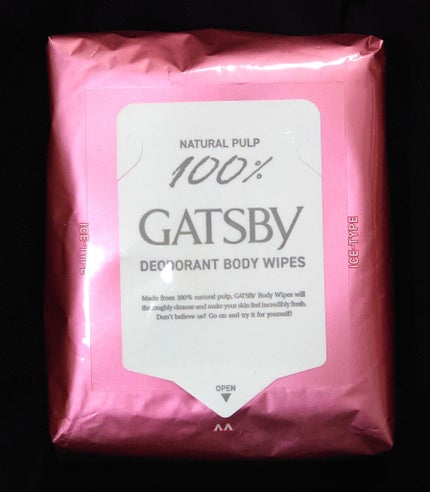 NATURAL PULP
100%
GATSBY
DEODORANT BODY WIPES
Made from 100% natural pulp, GATSBY Body Wipes will
thoroughly cleanse and make your skin feel incredibly fresh.
Don't believe us? Go on and try it for yourself!
OPEN
ICE-TYPE
ICE-TYPE